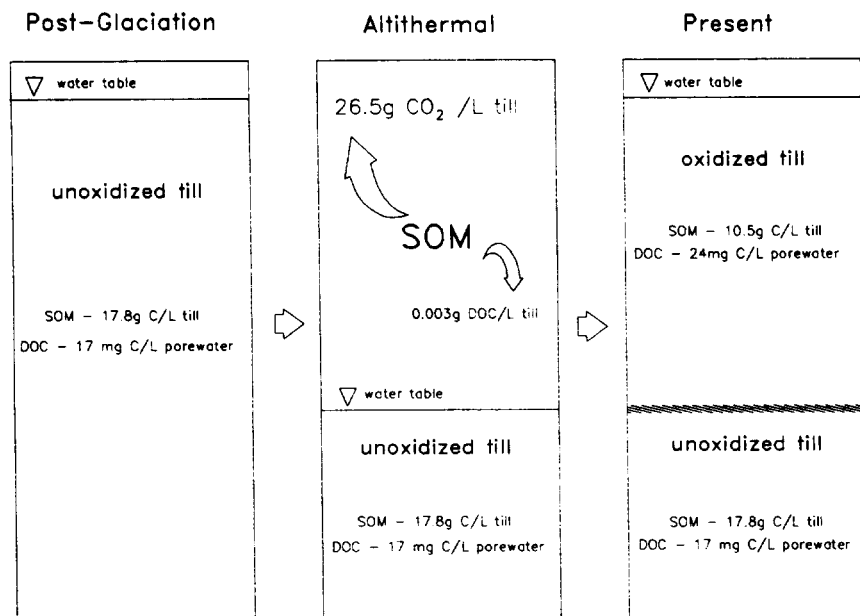 Post-Glaciation
water table
unoxidized till
SOM - 17.8g C/L till
DOC - 17 mg C/L porewater
Altithermal
26.5g CO₂ /L till
SOM
0.003g DOC/L till
water table
unoxidized till
SOM - 17.8g C/L till
DOC - 17 mg C/L porewater
Present
water table
oxidized till
SOM - 10.5g C/L till
DOC - 24mg C/L porewater
unoxidized till
SOM - 17.8g C/L till
DOC - 17 mg C/L porewater